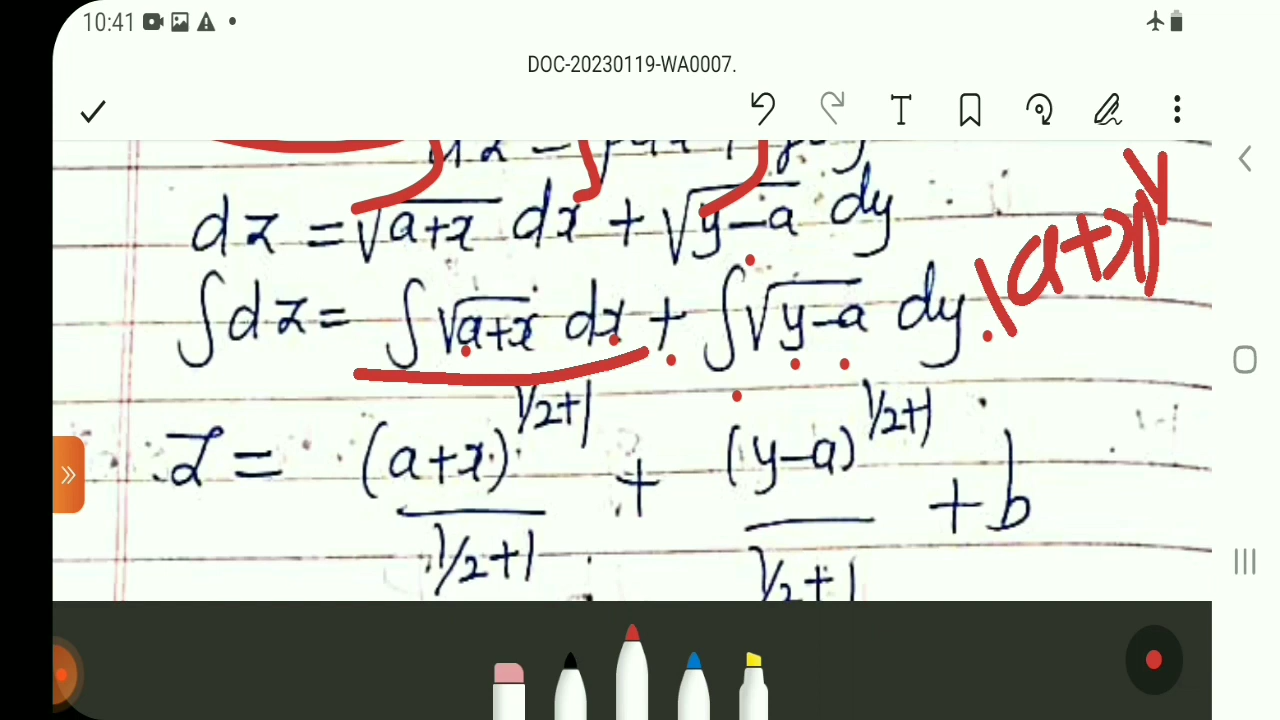 10:41
DOC-20230119-WA0007.
dz = √a+x dx + √y-a dy
∫dz = ∫√a+x dx + ∫√y-a dy . (a+x)
z = (a+x)^1/2+1 / 1/2+1 + (y-a)^1/2+1 / 1/2+1 + b